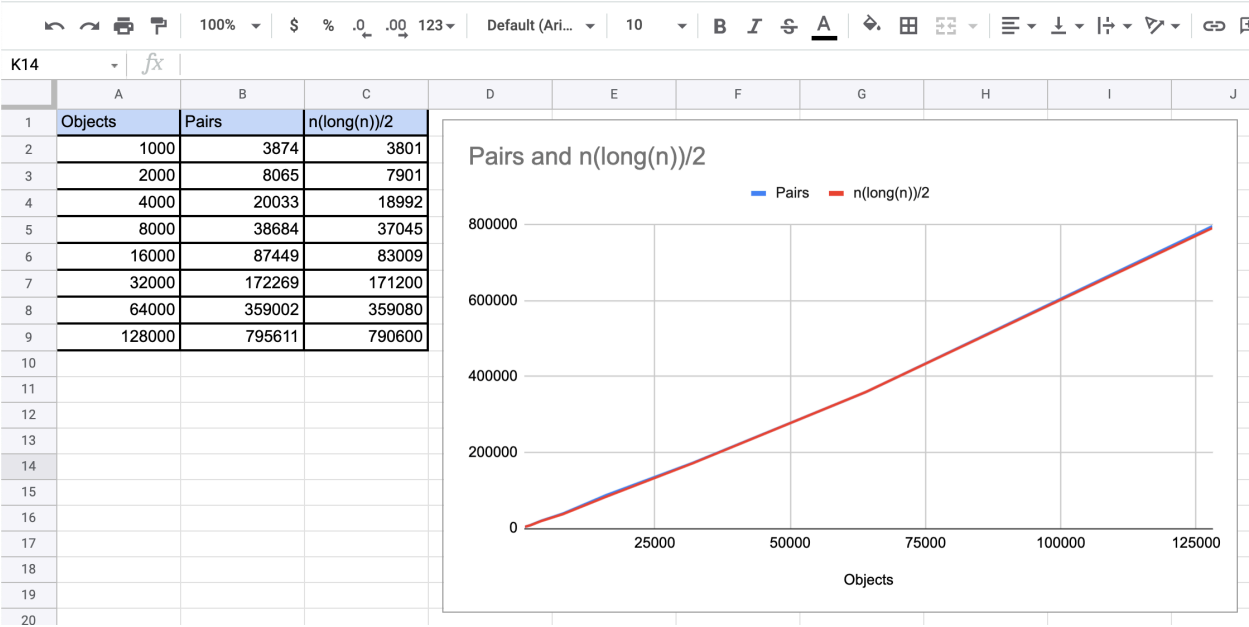 100% $ % .0 .00 123 Default (Ari... 10 B I S A
K14 fx
A B C D E F G H I J
1 Objects Pairs n(long(n))/2
2 1000 3874 3801
3 2000 8065 7901
4 4000 20033 18992
5 8000 38684 37045
6 16000 87449 83009
7 32000 172269 171200
8 64000 359002 359080
9 128000 795611 790600
10
11
12
13
14
15
16
17
18
19
20
Pairs and n(long(n))/2
Pairs n(long(n))/2
800000
600000
400000
200000
0
25000 50000 75000 100000 125000
Objects